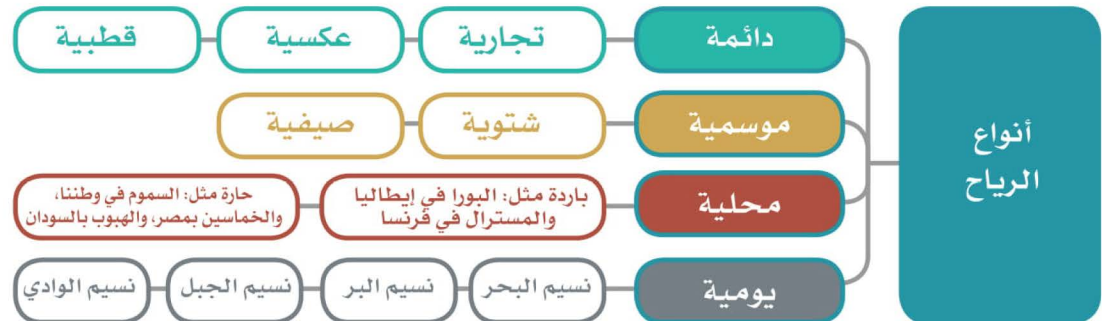 أنواع
الرياح
دائمة
تجارية
عكسية
قطبية
موسمية
شتوية
صيفية
محلية
باردة مثل: البورا في إيطاليا
والمسترال في فرنسا
حارة مثل: السموم في وطننا،
والخماسين بمصر، والهبوب بالسودان
يومية
نسيم البحر
نسيم البر
نسيم الجبل
نسيم الوادي